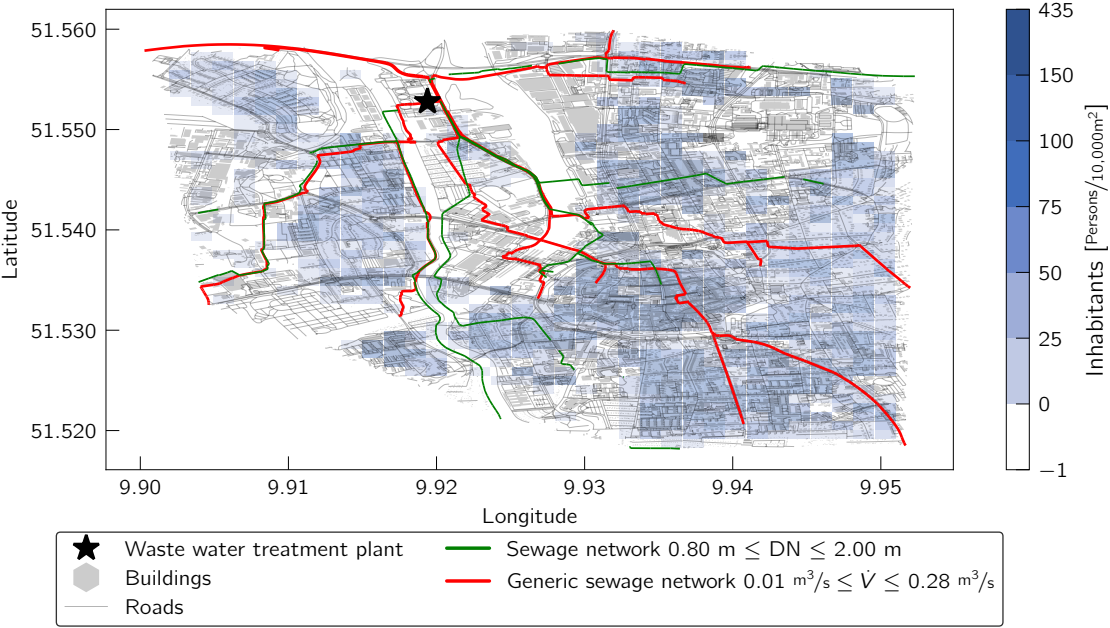 51.560
51.550
51.540
51.530
51.520
Latitude
9.90 9.91 9.92 9.93 9.94 9.95
Longitude
435
150
100
75
50
25
0
−1
Inhabitants [Persons/10,000m²]
Waste water treatment plant
Buildings
Roads
Sewage network 0.80 m ≤ DN ≤ 2.00 m
Generic sewage network 0.01 m³/s ≤ V̇ ≤ 0.28 m³/s